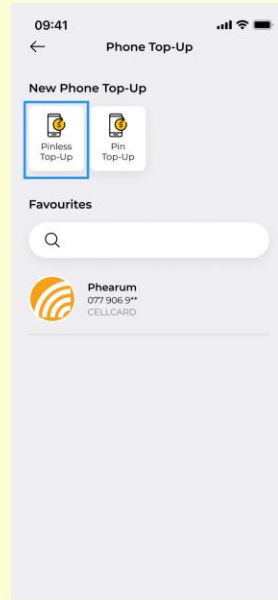 09:41
Phone Top-Up
New Phone Top-Up
Pinless
Top-Up
Pin
Top-Up
Favourites
Phearum
077 906 9**
CELLCARD